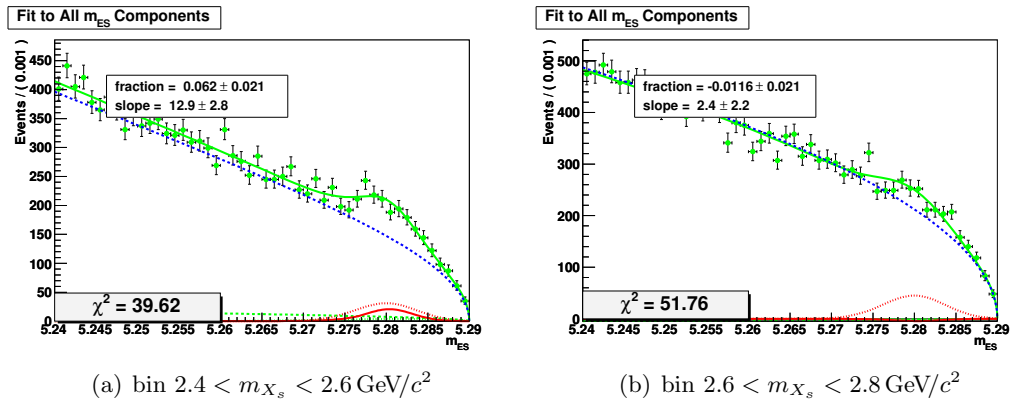 Fit to All m_ES Components
Events / ( 0.001 )
450
400
350
300
250
200
150
100
50
0
fraction = 0.062 ± 0.021
slope = 12.9 ± 2.8
χ² = 39.62
5.24 5.245 5.25 5.255 5.26 5.265 5.27 5.275 5.28 5.285 5.29
m_ES
(a) bin 2.4 < m_{X_s} < 2.6 GeV/c²
Fit to All m_ES Components
Events / ( 0.001 )
500
400
300
200
100
0
fraction = -0.0116 ± 0.021
slope = 2.4 ± 2.2
χ² = 51.76
5.24 5.245 5.25 5.255 5.26 5.265 5.27 5.275 5.28 5.285 5.29
m_ES
(b) bin 2.6 < m_{X_s} < 2.8 GeV/c²